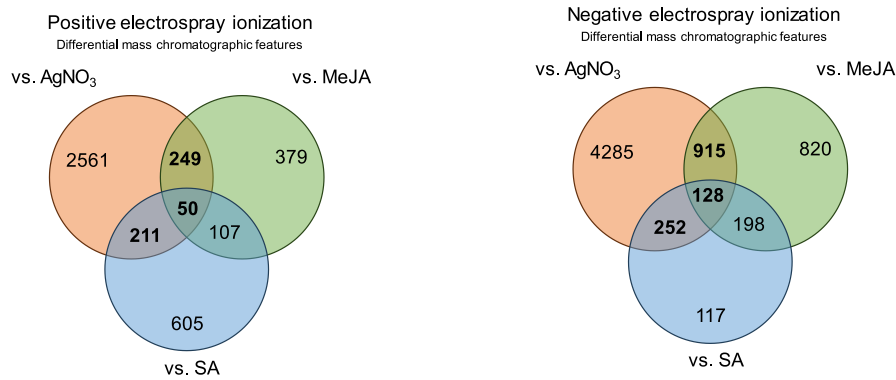 Positive electrospray ionization
Differential mass chromatographic features
vs. AgNO₃
vs. MeJA
2561
249
379
50
211
107
605
vs. SA
Negative electrospray ionization
Differential mass chromatographic features
vs. AgNO₃
vs. MeJA
4285
915
820
128
252
198
117
vs. SA